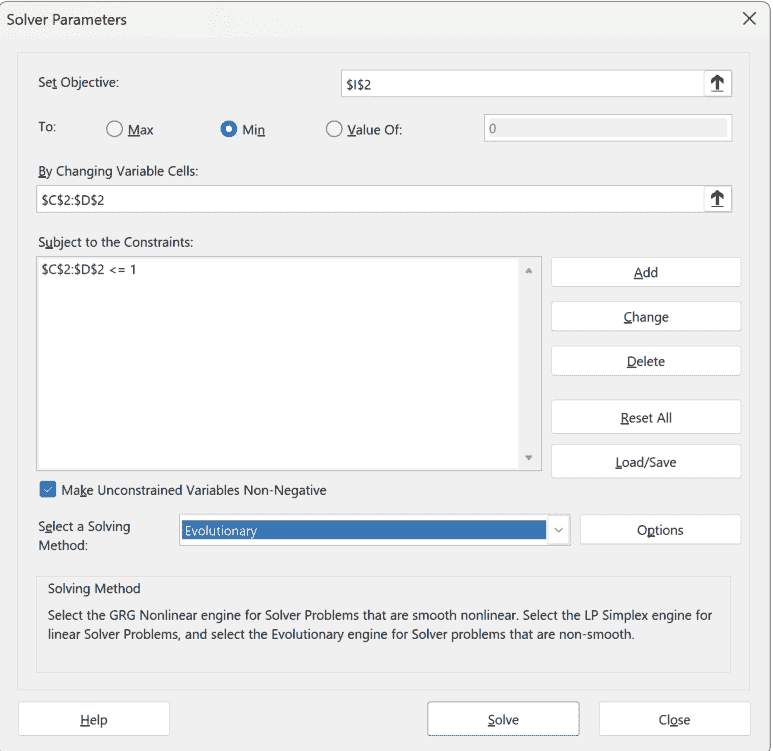 Solver Parameters
Set Objective:
$I$2
To:
Max
Min
Value Of:
0
By Changing Variable Cells:
$C$2:$D$2
Subject to the Constraints:
$C$2:$D$2 <= 1
Add
Change
Delete
Reset All
Load/Save
Make Unconstrained Variables Non-Negative
Select a Solving
Method:
Evolutionary
Options
Solving Method
Select the GRG Nonlinear engine for Solver Problems that are smooth nonlinear. Select the LP Simplex engine for
linear Solver Problems, and select the Evolutionary engine for Solver problems that are non-smooth.
Help
Solve
Close